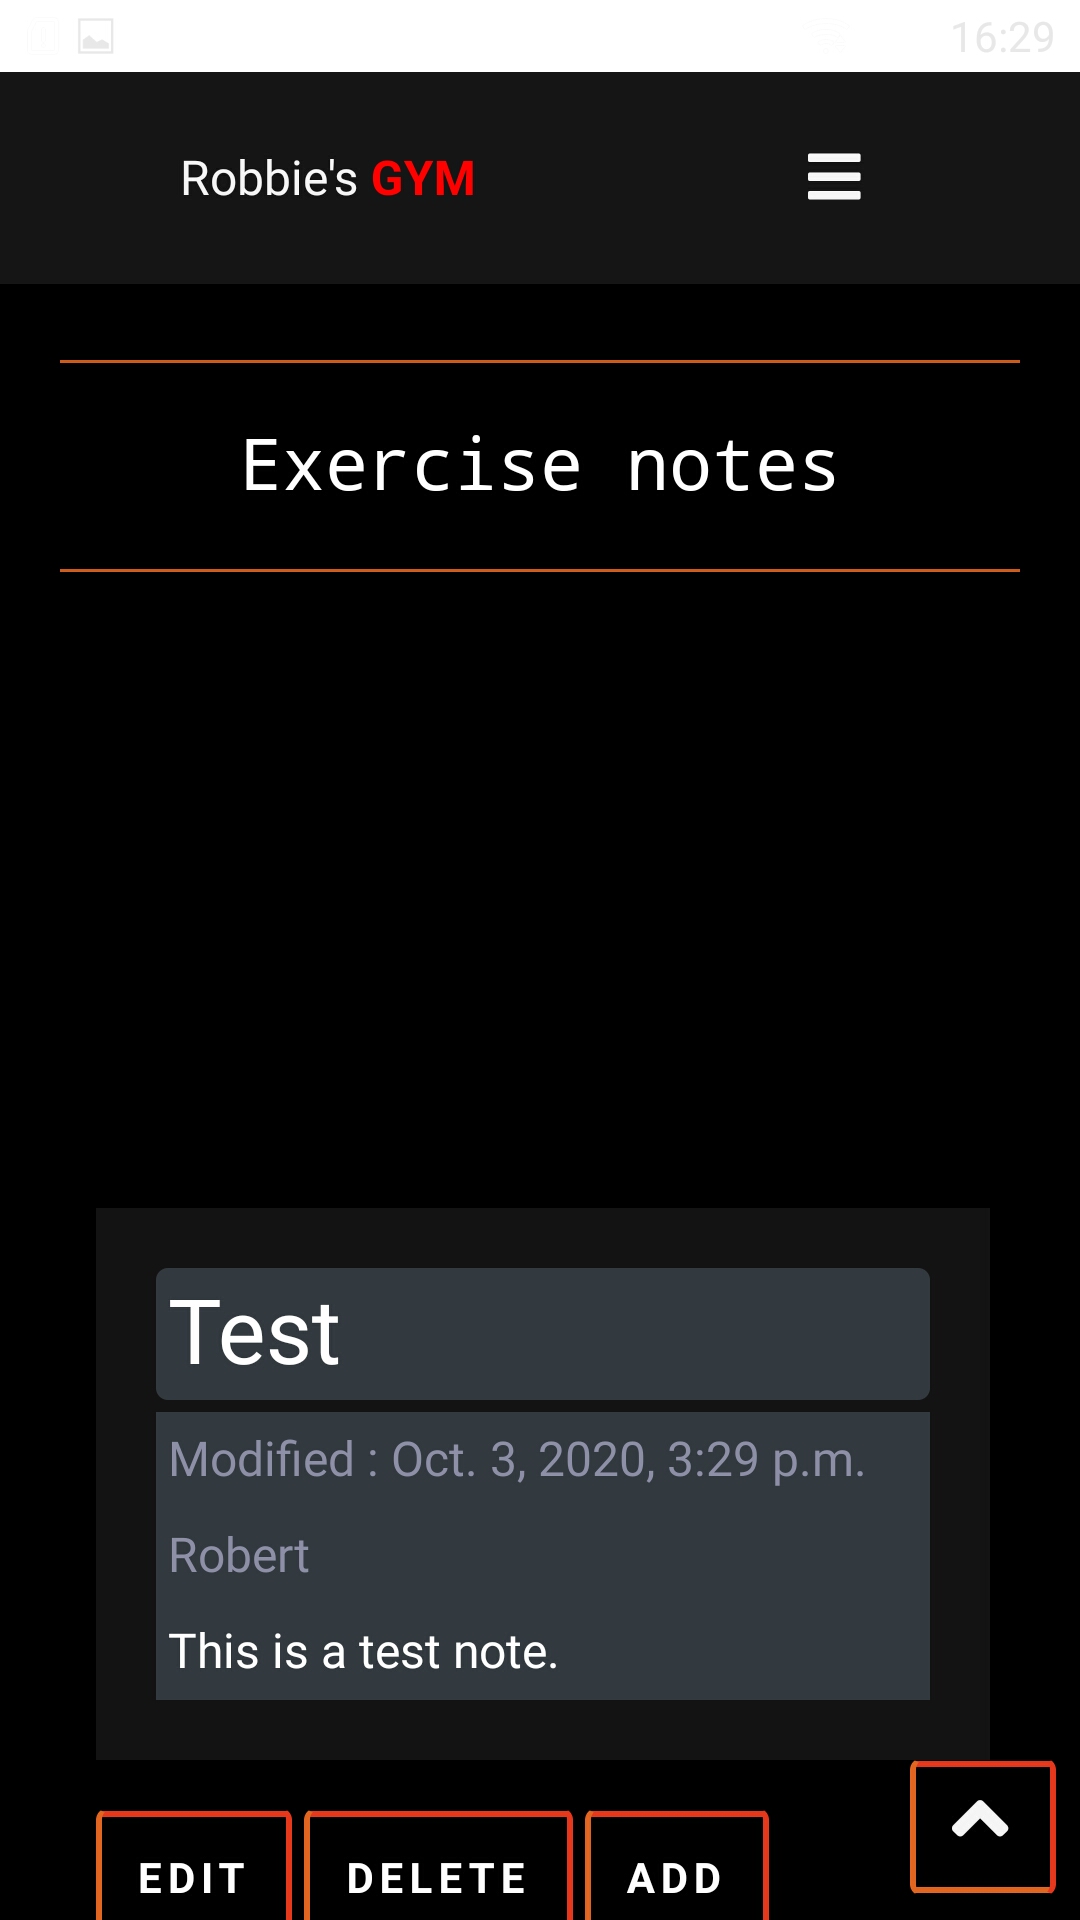 16:29
Robbie's GYM
Exercise notes
Test
Modified : Oct. 3, 2020, 3:29 p.m.
Robert
This is a test note.
EDIT DELETE ADD